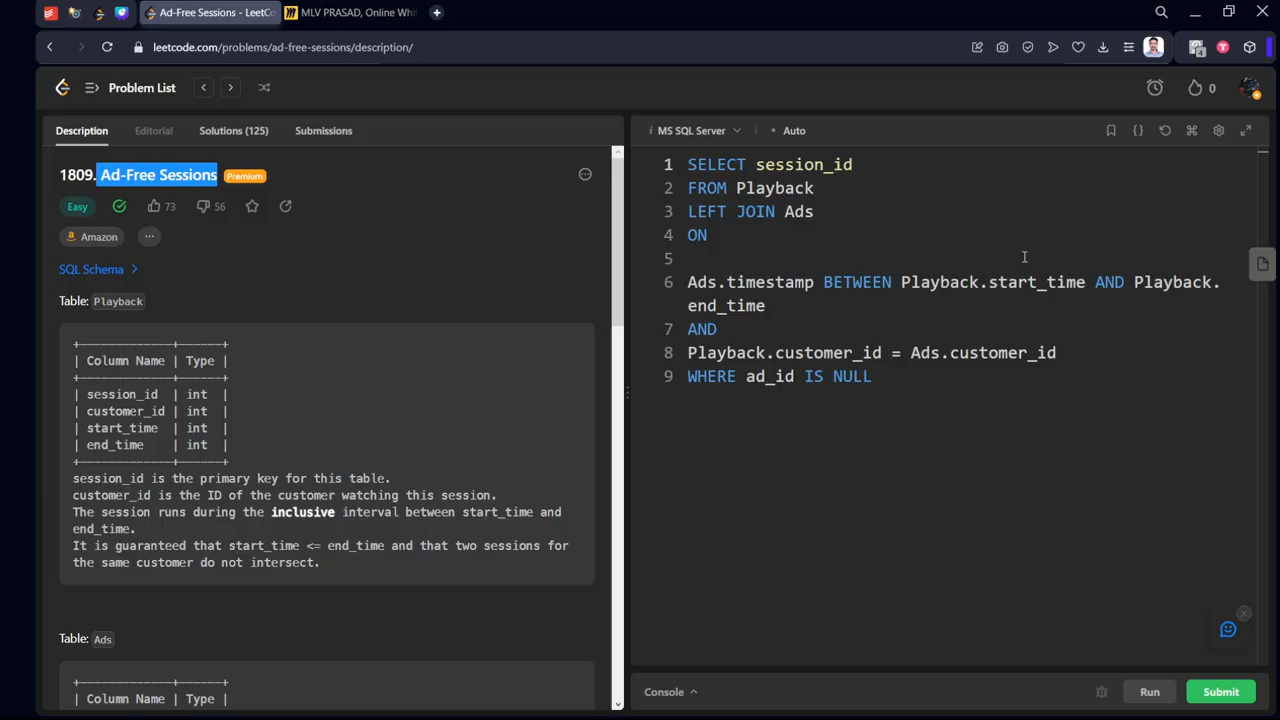 Ad-Free Sessions - LeetC
MLV PRASAD, Online Whi
leetcode.com/problems/ad-free-sessions/description/
4
Problem List
0
Description
Editorial
Solutions (125)
Submissions
1809. Ad-Free Sessions
Premium
Easy
73
56
Amazon
SQL Schema
Table: Playback
+--------------+------+
| Column Name | Type |
+--------------+------+
| session_id | int |
| customer_id | int |
| start_time | int |
| end_time | int |
+--------------+------+
session_id is the primary key for this table.
customer_id is the ID of the customer watching this session.
The session runs during the inclusive interval between start_time and
end_time.
It is guaranteed that start_time <= end_time and that two sessions for
the same customer do not intersect.
Table: Ads
+--------------+------+
| Column Name | Type |
MS SQL Server
Auto
1 SELECT session_id
2 FROM Playback
3 LEFT JOIN Ads
4 ON
5
6 Ads.timestamp BETWEEN Playback.start_time AND Playback.
end_time
7 AND
8 Playback.customer_id = Ads.customer_id
9 WHERE ad_id IS NULL
Console
Run
Submit